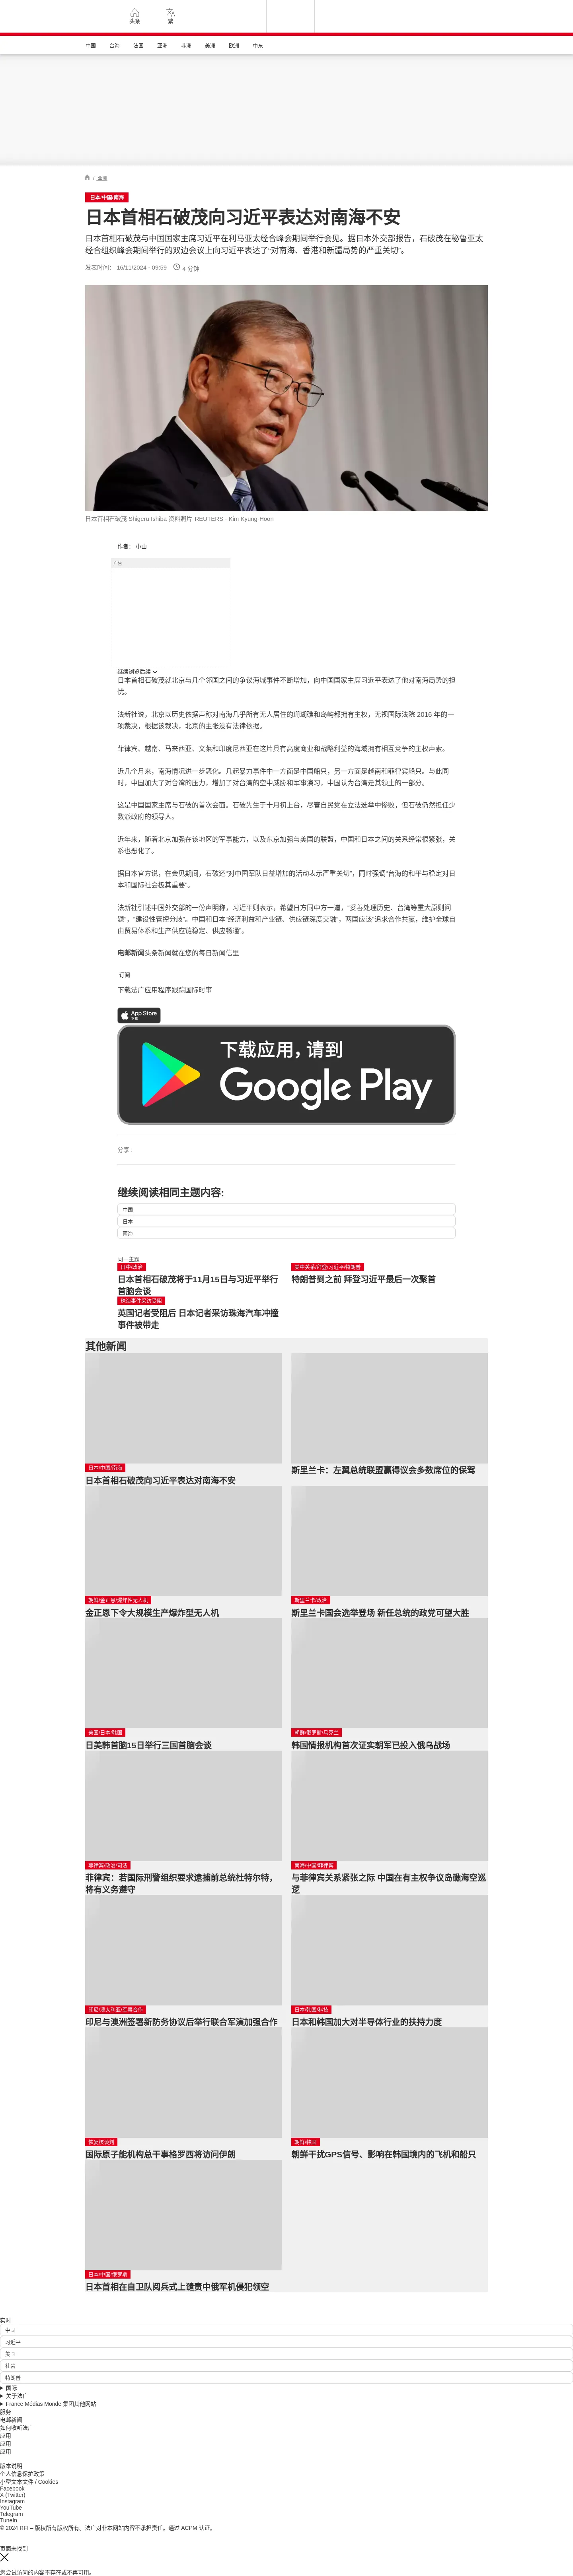 头条
繁
中国
台海
法国
亚洲
非洲
美洲
欧洲
中东
/ 亚洲
日本/中国/南海
日本首相石破茂向习近平表达对南海不安
日本首相石破茂与中国国家主席习近平在利马亚太经合峰会期间举行会见。据日本外交部报告，石破茂在秘鲁亚太
经合组织峰会期间举行的双边会议上向习近平表达了“对南海、香港和新疆局势的严重关切”。
发表时间： 16/11/2024 - 09:59
4 分钟
日本首相石破茂 Shigeru Ishiba 资料照片 REUTERS - Kim Kyung-Hoon
作者： 小山
广告
继续浏览后续
日本首相石破茂就北京与几个邻国之间的争议海域事件不断增加，向中国国家主席习近平表达了他对南海局势的担
忧。
法新社说，北京以历史依据声称对南海几乎所有无人居住的珊瑚礁和岛屿都拥有主权，无视国际法院 2016 年的一
项裁决，根据该裁决，北京的主张没有法律依据。
菲律宾、越南、马来西亚、文莱和印度尼西亚在这片具有高度商业和战略利益的海域拥有相互竞争的主权声索。
近几个月来，南海情况进一步恶化。几起暴力事件中一方面是中国船只，另一方面是越南和菲律宾船只。与此同
时，中国加大了对台湾的压力，增加了对台湾的空中威胁和军事演习，中国认为台湾是其领土的一部分。
这是中国国家主席与石破的首次会面。石破先生于十月初上台，尽管自民党在立法选举中惨败，但石破仍然担任少
数派政府的领导人。
近年来，随着北京加强在该地区的军事能力，以及东京加强与美国的联盟，中国和日本之间的关系经常很紧张，关
系也恶化了。
据日本官方说，在会见期间，石破还“对中国军队日益增加的活动表示严重关切”，同时强调“台海的和平与稳定对日
本和国际社会极其重要”。
法新社引述中国外交部的一份声明称，习近平则表示，希望日方同中方一道，“妥善处理历史、台湾等重大原则问
题”，“建设性管控分歧”。中国和日本“经济利益和产业链、供应链深度交融”，两国应该“追求合作共赢，维护全球自
由贸易体系和生产供应链稳定、供应畅通”。
电邮新闻头条新闻就在您的每日新闻信里
订阅
下载法广应用程序跟踪国际时事
App Store
下载
下载应用，请到
Google Play
分享 :
继续阅读相同主题内容:
中国
日本
南海
同一主题
日中/政治
日本首相石破茂将于11月15日与习近平举行
首脑会谈
美中关系/拜登/习近平/特朗普
特朗普到之前 拜登习近平最后一次聚首
珠海事件采访受阻
英国记者受阻后 日本记者采访珠海汽车冲撞
事件被带走
其他新闻
日本/中国/南海
日本首相石破茂向习近平表达对南海不安
斯里兰卡：左翼总统联盟赢得议会多数席位的保驾
朝鲜/金正恩/爆炸性无人机
金正恩下令大规模生产爆炸型无人机
斯里兰卡/政治
斯里兰卡国会选举登场 新任总统的政党可望大胜
美国/日本/韩国
日美韩首脑15日举行三国首脑会谈
朝鲜/俄罗斯/乌克兰
韩国情报机构首次证实朝军已投入俄乌战场
菲律宾/政治/司法
菲律宾：若国际刑警组织要求逮捕前总统杜特尔特，
将有义务遵守
南海/中国/菲律宾
与菲律宾关系紧张之际 中国在有主权争议岛礁海空巡
逻
印尼/澳大利亚/军事合作
印尼与澳洲签署新防务协议后举行联合军演加强合作
日本/韩国/科技
日本和韩国加大对半导体行业的扶持力度
恢复核谈判
国际原子能机构总干事格罗西将访问伊朗
朝鲜/韩国
朝鲜干扰GPS信号、影响在韩国境内的飞机和船只
日本/中国/俄罗斯
日本首相在自卫队阅兵式上谴责中俄军机侵犯领空
实时
中国
习近平
美国
社会
特朗普
国际
关于法广
France Médias Monde 集团其他网站
服务
电邮新闻
如何收听法广
应用
应用
应用
版本说明
个人信息保护政策
小型文本文件 / Cookies
Facebook
X (Twitter)
Instagram
YouTube
Telegram
TuneIn
© 2024 RFI – 版权所有版权所有。法广对非本网站内容不承担责任。通过 ACPM 认证。
页面未找到
您尝试访问的内容不存在或不再可用。